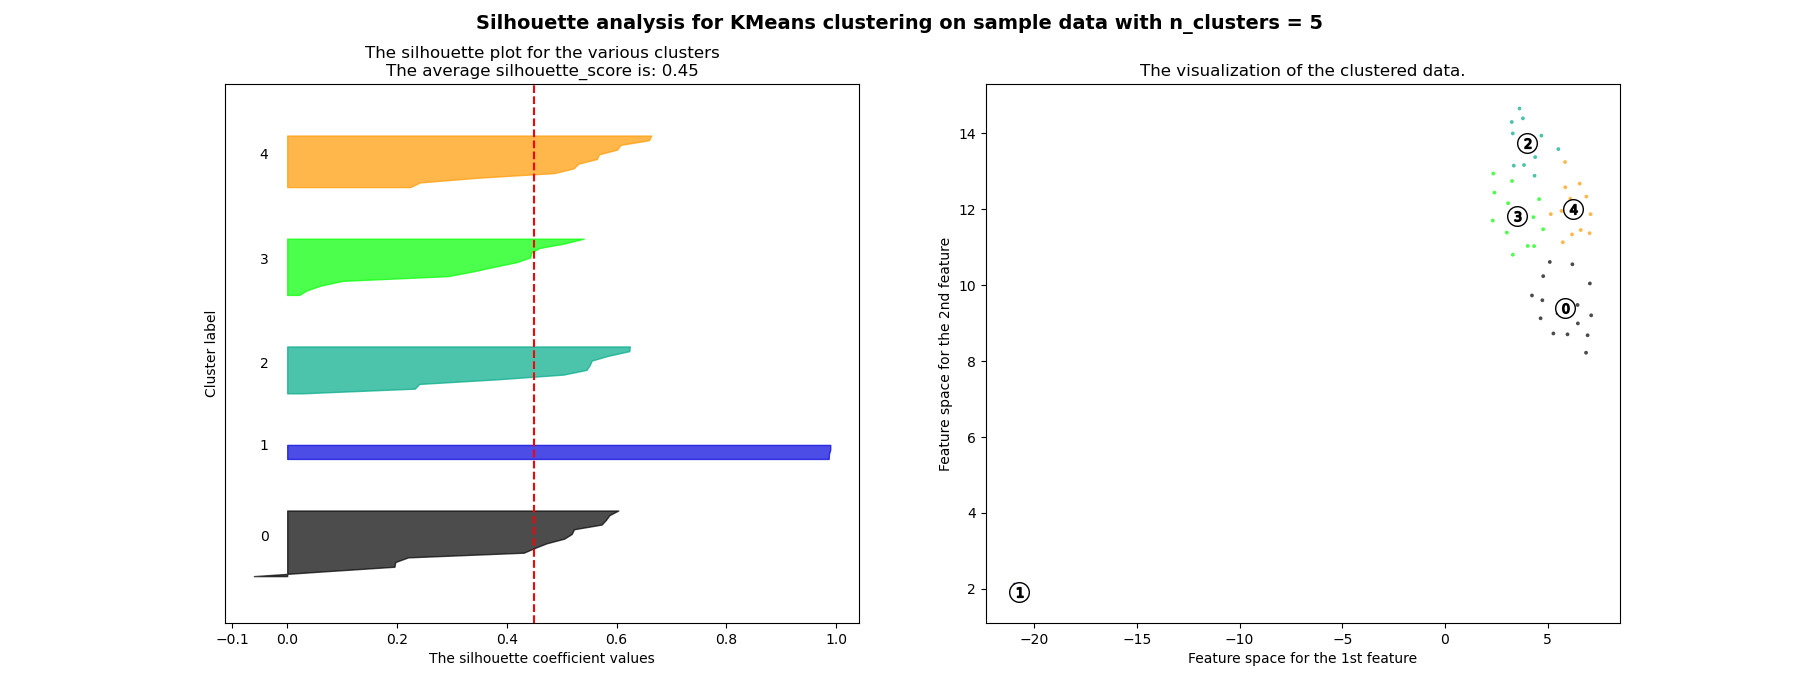 Silhouette analysis for KMeans clustering on sample data with n_clusters = 5
The silhouette plot for the various clusters
The average silhouette_score is: 0.45
4
3
2
1
0
Cluster label
−0.1 0.0 0.2 0.4 0.6 0.8 1.0
The silhouette coefficient values
The visualization of the clustered data.
14
12
10
8
6
4
2
Feature space for the 2nd feature
2
3
4
0
1
−20 −15 −10 −5 0 5
Feature space for the 1st feature